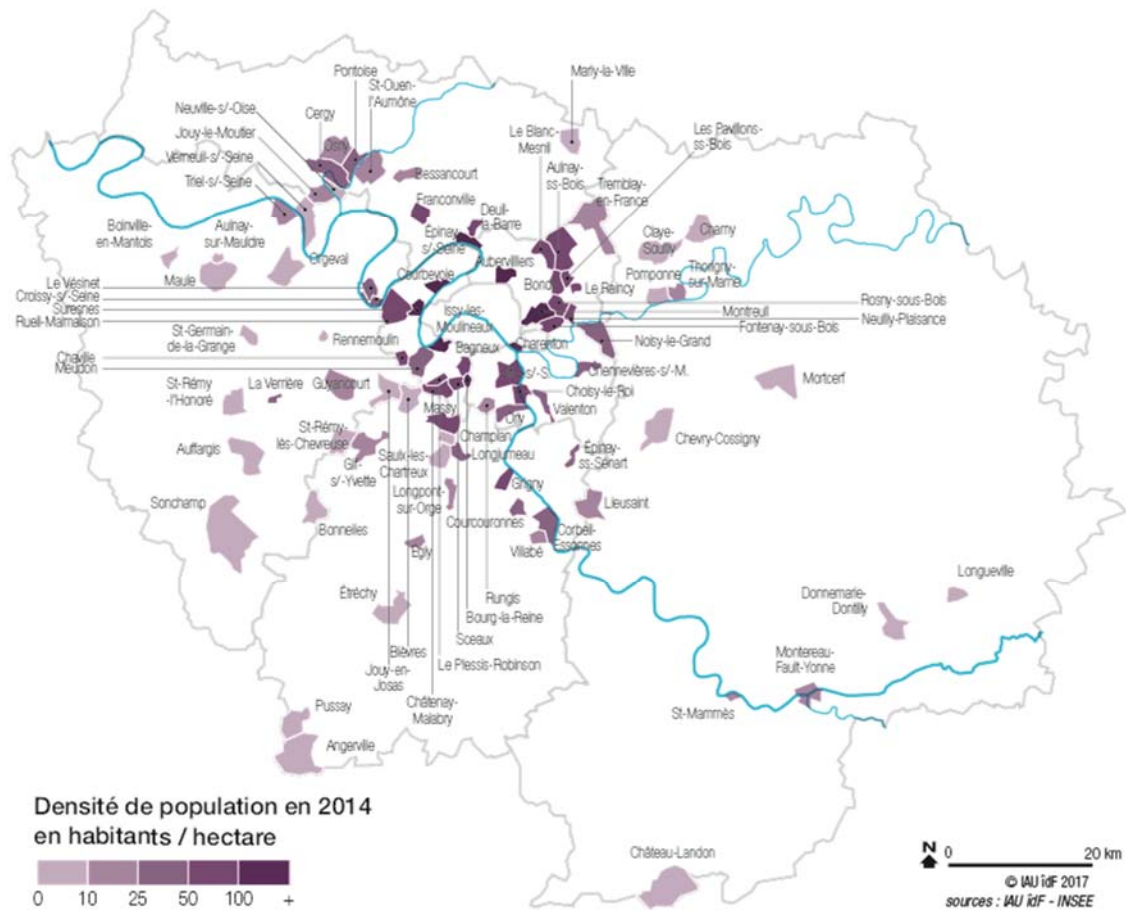 Pontoise
St-Ouen-
l'Aumône
Marly-la-Ville
Neuville-s/-Oise
Cergy
Jouy-le-Moutier
Osny
Le Blanc-
Mesnil
Les Pavillons-
ss-Bois
Verneuil-s/-Seine
Aulnay-
ss-Bois
Triel-s/-Seine
Bessancourt
Tremblay-
en-France
Franconville
Deuil-
la-Barre
Boinville-
en-Mantois
Aulnay-
sur-Mauldre
Épinay-
s/-Seine
Claye-
Souilly
Charny
Orgeval
Aubervilliers
Maule
Courbevoie
Pomponne
Thorigny-
sur-Marne
Le Vésinet
Bondy
Le Raincy
Croissy-s/-Seine
Rosny-sous-Bois
Suresnes
Issy-les-
Moulineaux
Montreuil
Rueil-Malmaison
Neuilly-Plaisance
Fontenay-sous-Bois
St-Germain-
de-la-Grange
Rennemoulin
Bagneux
Charenton
Noisy-le-Grand
Chaville
Meudon
s/-S.
Chennevières-s/-M.
Mortcerf
St-Rémy
-l'Honoré
La Verrière
Guyancourt
Choisy-le-Roi
Massy
Orly
Valenton
St-Rémy-
lès-Chevreuse
Champlan
Chevry-Cossigny
Auffargis
Gif-
s/-Yvette
Saulx-les-
Chartreux
Longjumeau
Épinay-
ss-Sénart
Sonchamp
Longpont-
sur-Orge
Grigny
Lieusaint
Bonnelles
Courcouronnes
Corbeil-
Essonnes
Villabé
Egly
Longueville
Étréchy
Rungis
Donnemarie-
Dontilly
Bourg-la-Reine
Sceaux
Bièvres
Le Plessis-Robinson
Montereau-
Fault-Yonne
Jouy-en-
Josas
Châtenay-
Malabry
St-Mammès
Pussay
Angerville
Densité de population en 2014
en habitants / hectare
0 10 25 50 100 +
Château-Landon
N
0 20 km
© IAU îdF 2017
sources : IAU îdF - INSEE